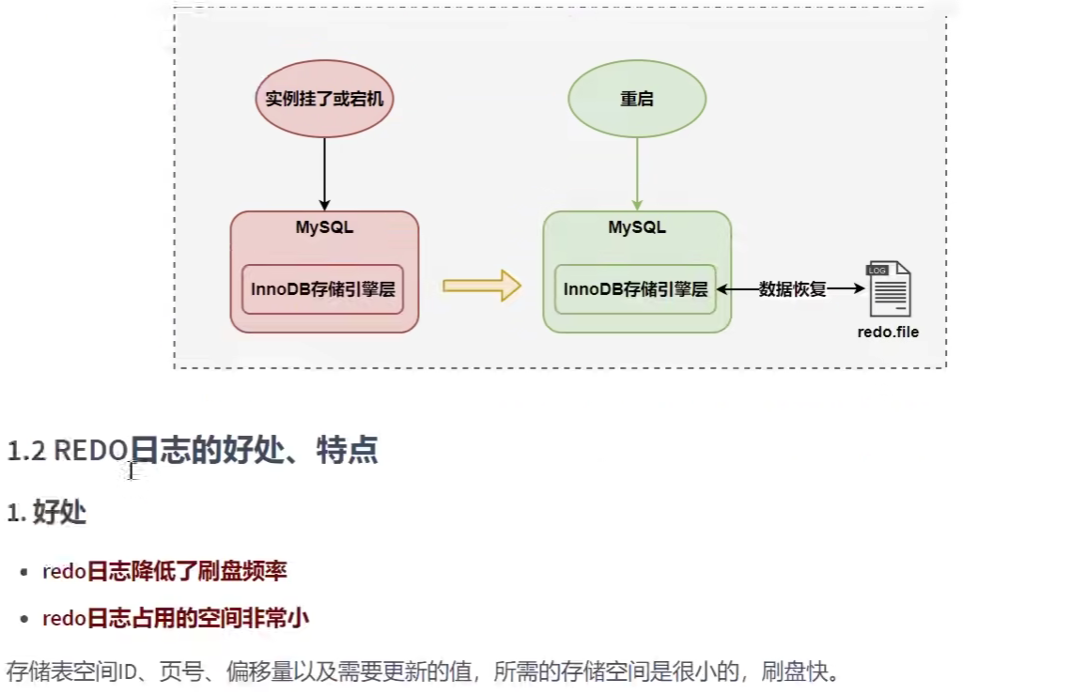 实例挂了或宕机
重启
MySQL
MySQL
InnoDB存储引擎层
InnoDB存储引擎层
数据恢复
LOG
redo.file
1.2 REDO日志的好处、特点
1. 好处
• redo日志降低了刷盘频率
• redo日志占用的空间非常小
存储表空间ID、页号、偏移量以及需要更新的值，所需的存储空间是很小的，刷盘快。